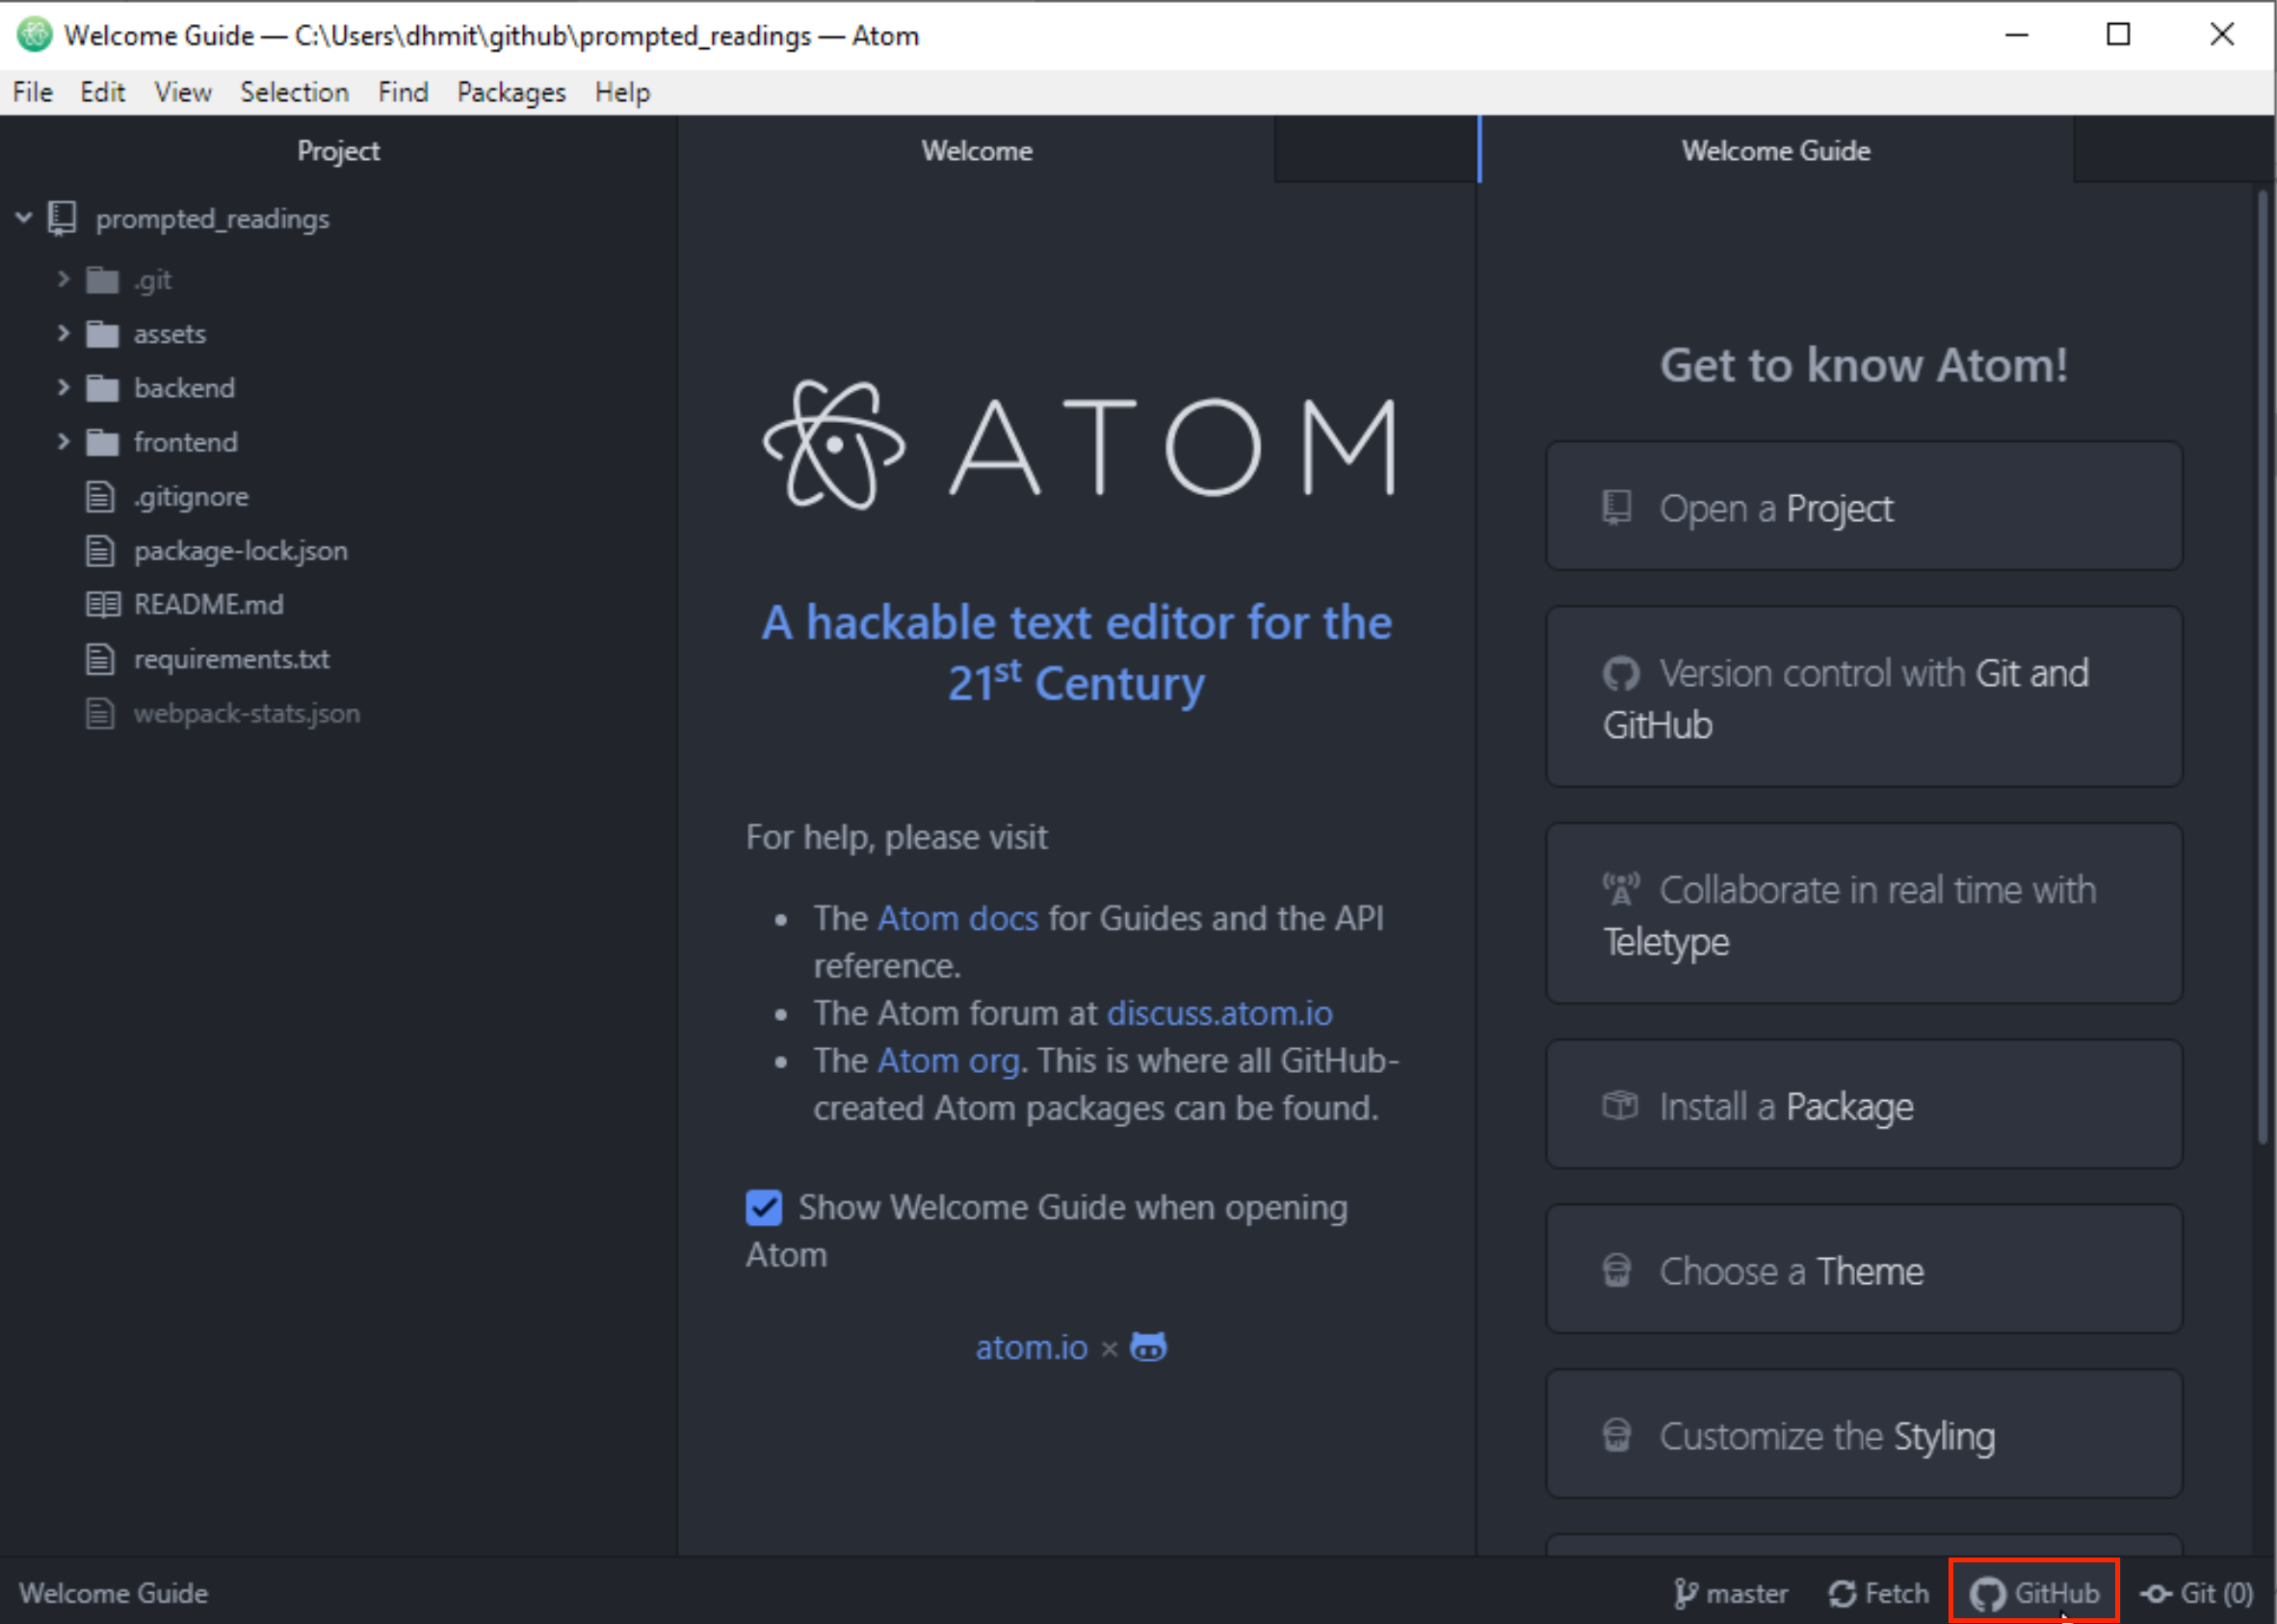 Welcome Guide — C:\Users\dhmit\github\prompted_readings — Atom
File Edit View Selection Find Packages Help
Project
prompted_readings
.git
assets
backend
frontend
.gitignore
package-lock.json
README.md
requirements.txt
webpack-stats.json
Welcome
ATOM
A hackable text editor for the
21st Century
For help, please visit
• The Atom docs for Guides and the API
reference.
• The Atom forum at discuss.atom.io
• The Atom org. This is where all GitHub-
created Atom packages can be found.
Show Welcome Guide when opening
Atom
atom.io ×
Welcome Guide
Get to know Atom!
Open a Project
Version control with Git and
GitHub
Collaborate in real time with
Teletype
Install a Package
Choose a Theme
Customize the Styling
Welcome Guide
master Fetch GitHub Git (0)